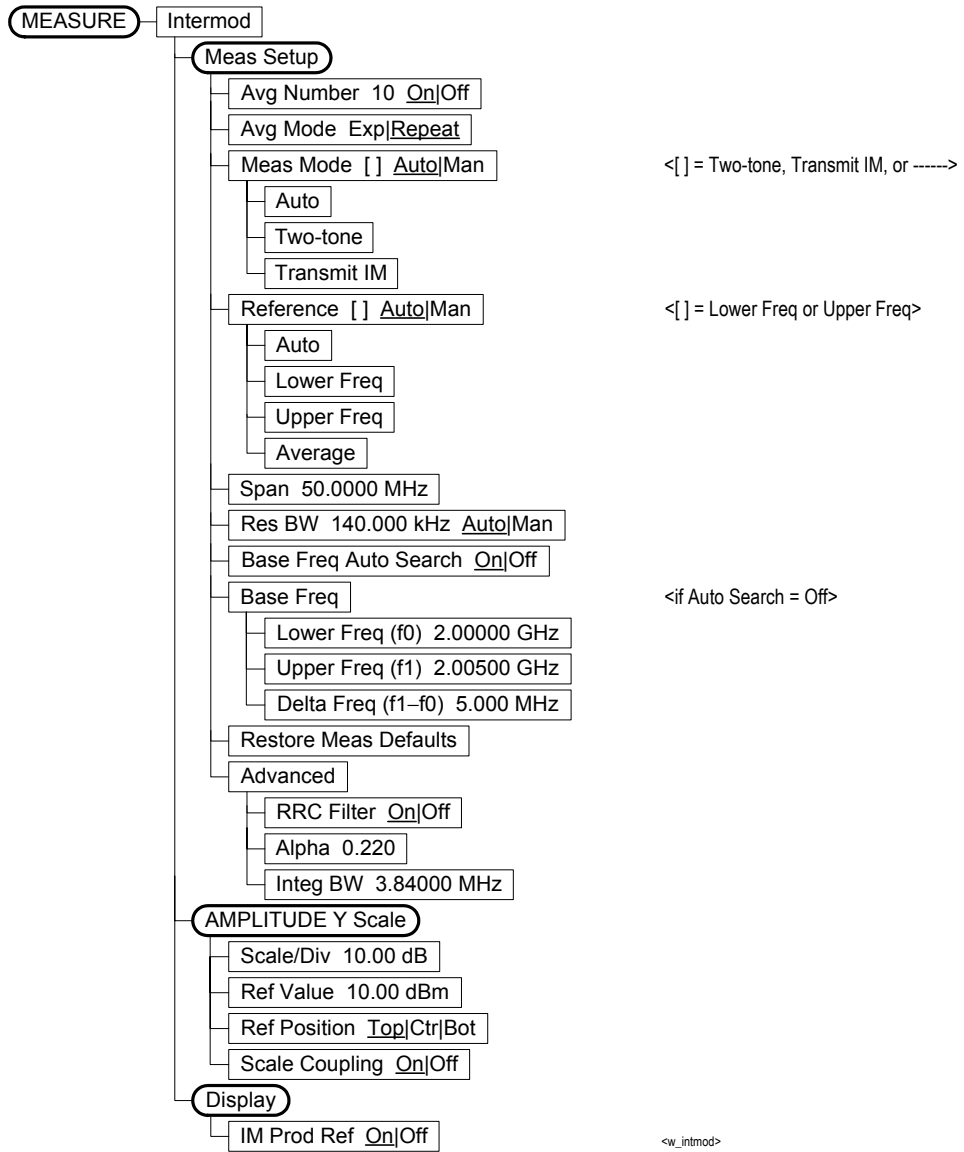 MEASURE Intermod
Meas Setup
Avg Number 10 On|Off
Avg Mode Exp|Repeat
Meas Mode [ ] Auto|Man <[ ] = Two-tone, Transmit IM, or ------>
Auto
Two-tone
Transmit IM
Reference [ ] Auto|Man <[ ] = Lower Freq or Upper Freq>
Auto
Lower Freq
Upper Freq
Average
Span 50.0000 MHz
Res BW 140.000 kHz Auto|Man
Base Freq Auto Search On|Off
Base Freq <if Auto Search = Off>
Lower Freq (f0) 2.00000 GHz
Upper Freq (f1) 2.00500 GHz
Delta Freq (f1−f0) 5.000 MHz
Restore Meas Defaults
Advanced
RRC Filter On|Off
Alpha 0.220
Integ BW 3.84000 MHz
AMPLITUDE Y Scale
Scale/Div 10.00 dB
Ref Value 10.00 dBm
Ref Position Top|Ctr|Bot
Scale Coupling On|Off
Display
IM Prod Ref On|Off <w_intmod>